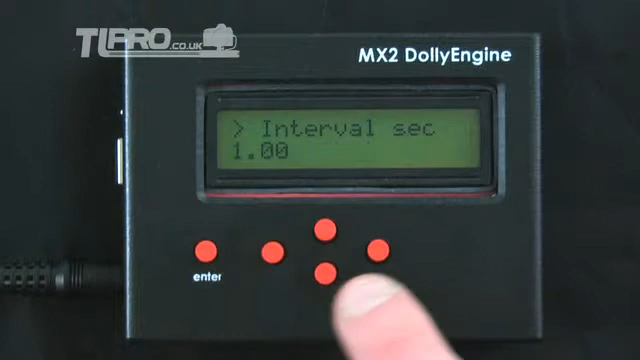 TLPRO.CO.UK
MX2 DollyEngine
> Interval sec
1.00
enter